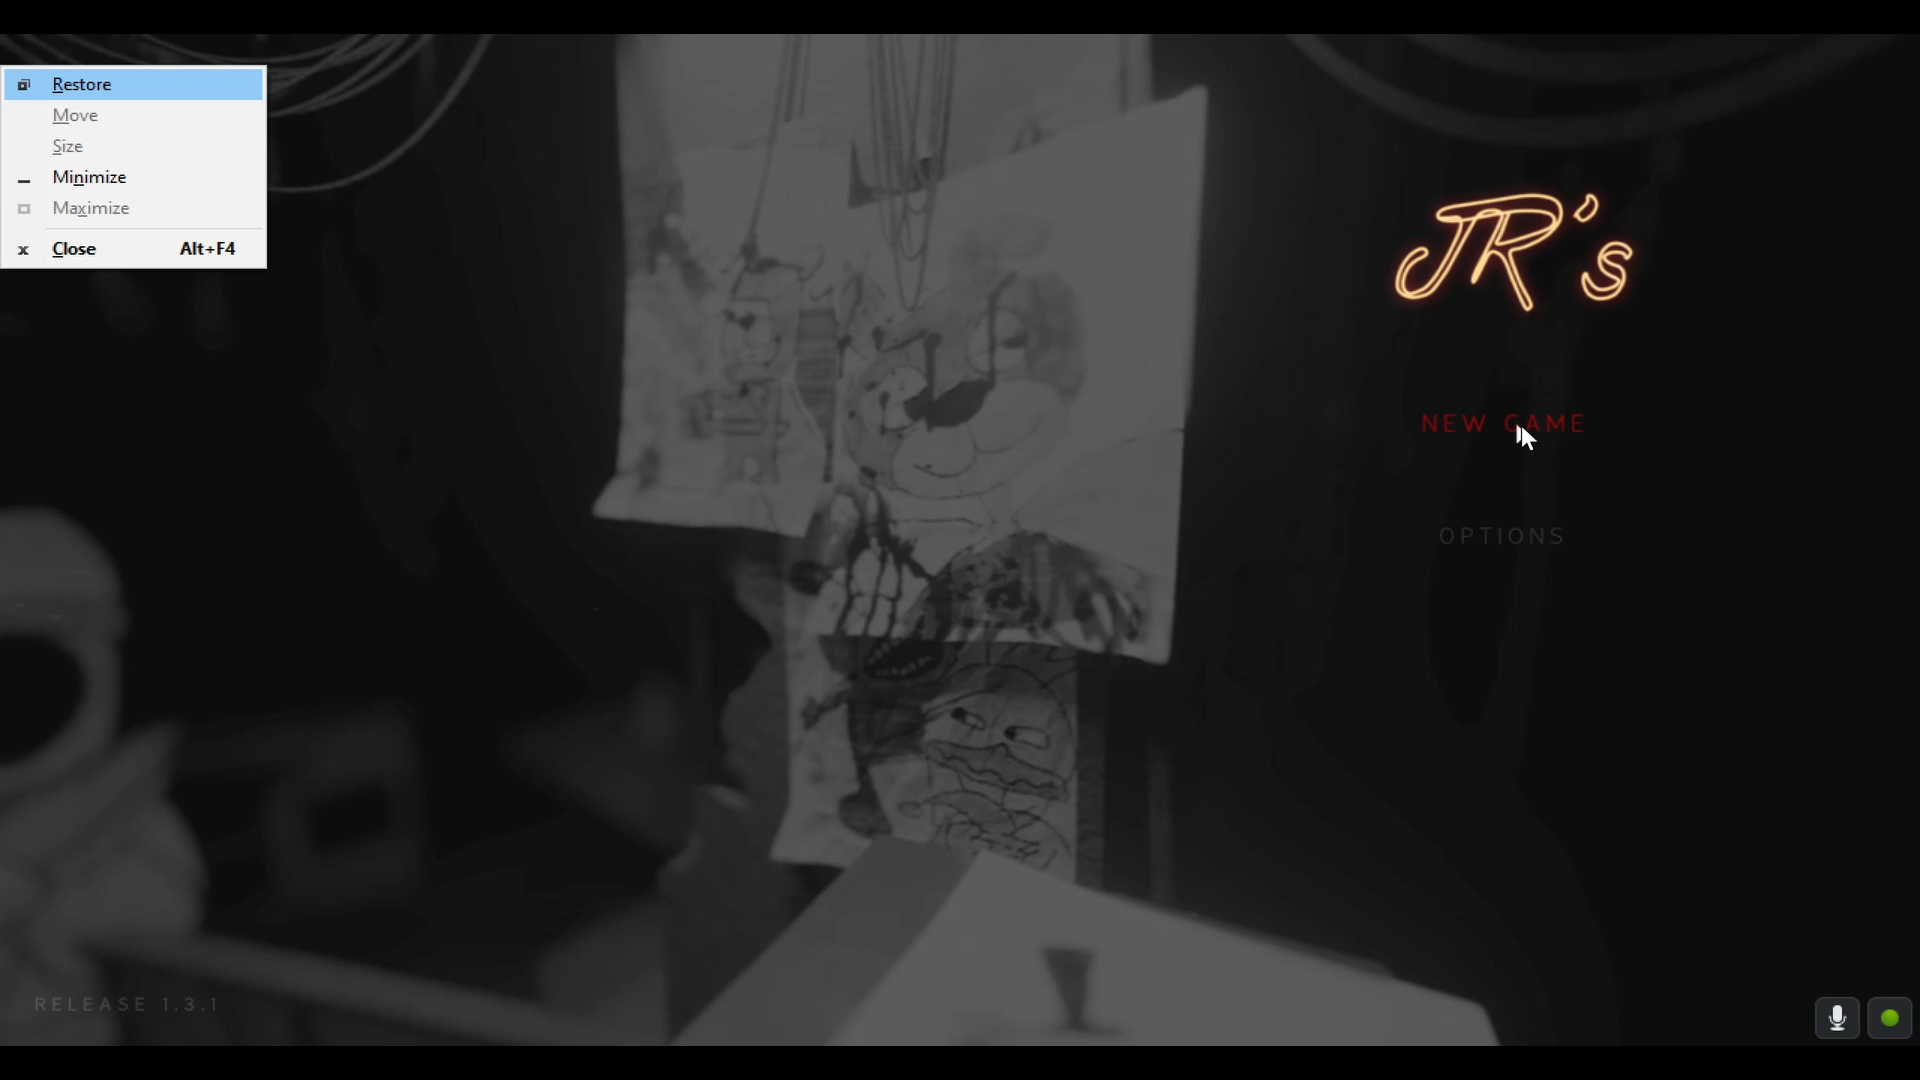 Restore
Move
Size
Minimize
Maximize
Close Alt+F4
JR's
NEW GAME
OPTIONS
RELEASE 1.3.1